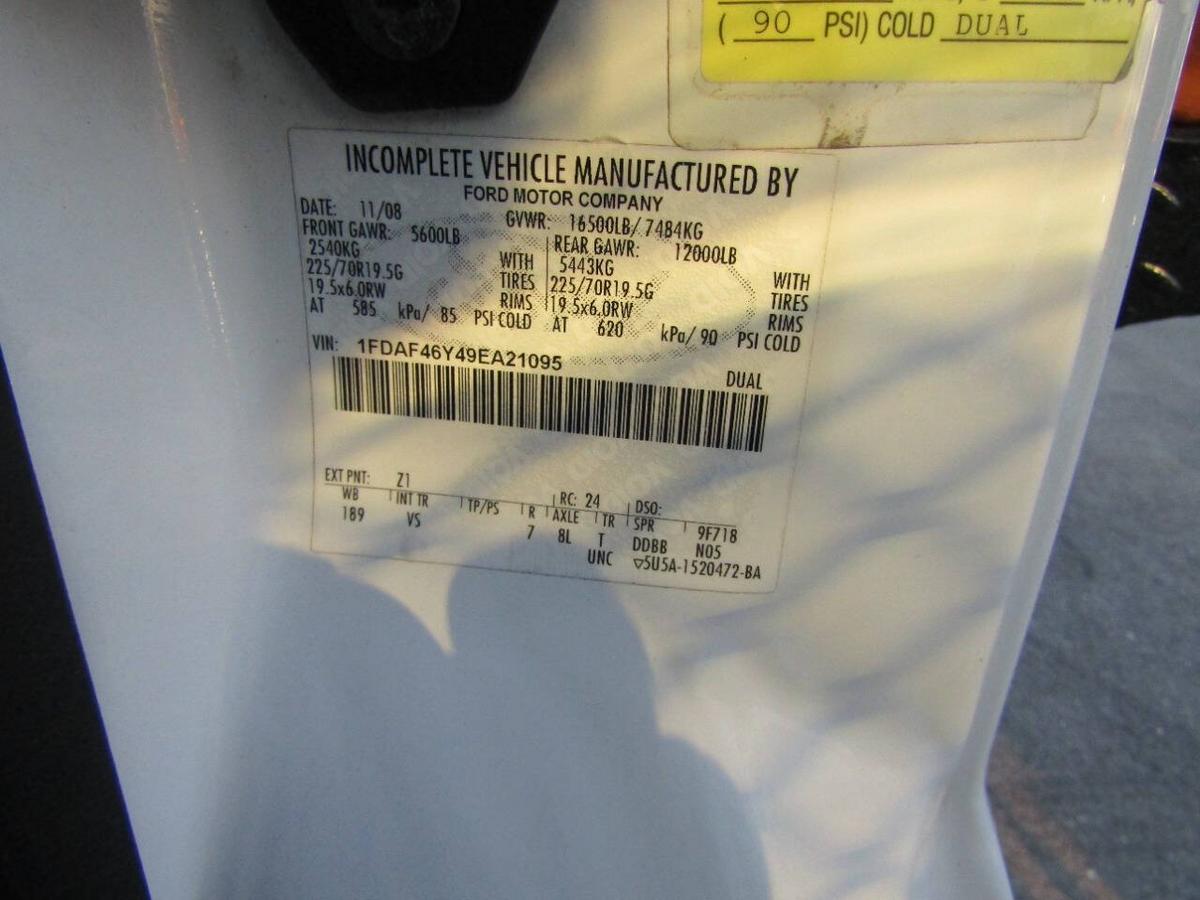 ( 90 PSI) COLD DUAL
INCOMPLETE VEHICLE MANUFACTURED BY
FORD MOTOR COMPANY
DATE: 11/08 GVWR: 16500LB/ 7484KG
FRONT GAWR: 5600LB REAR GAWR: 12000LB
2540KG WITH 5443KG WITH
225/70R19.5G TIRES 225/70R19.5G TIRES
19.5x6.0RW RIMS 19.5x6.0RW RIMS
AT 585 kPa/ 85 PSI COLD AT 620 kPa/ 90 PSI COLD
VIN: 1FDAF46Y49EA21095
DUAL
EXT PNT: Z1 RC: 24 DSO:
WB INT TR TP/PS R AXLE TR SPR 9F718
189 VS 7 8L T DDBB N05
UNC ▽5U5A-1520472-BA